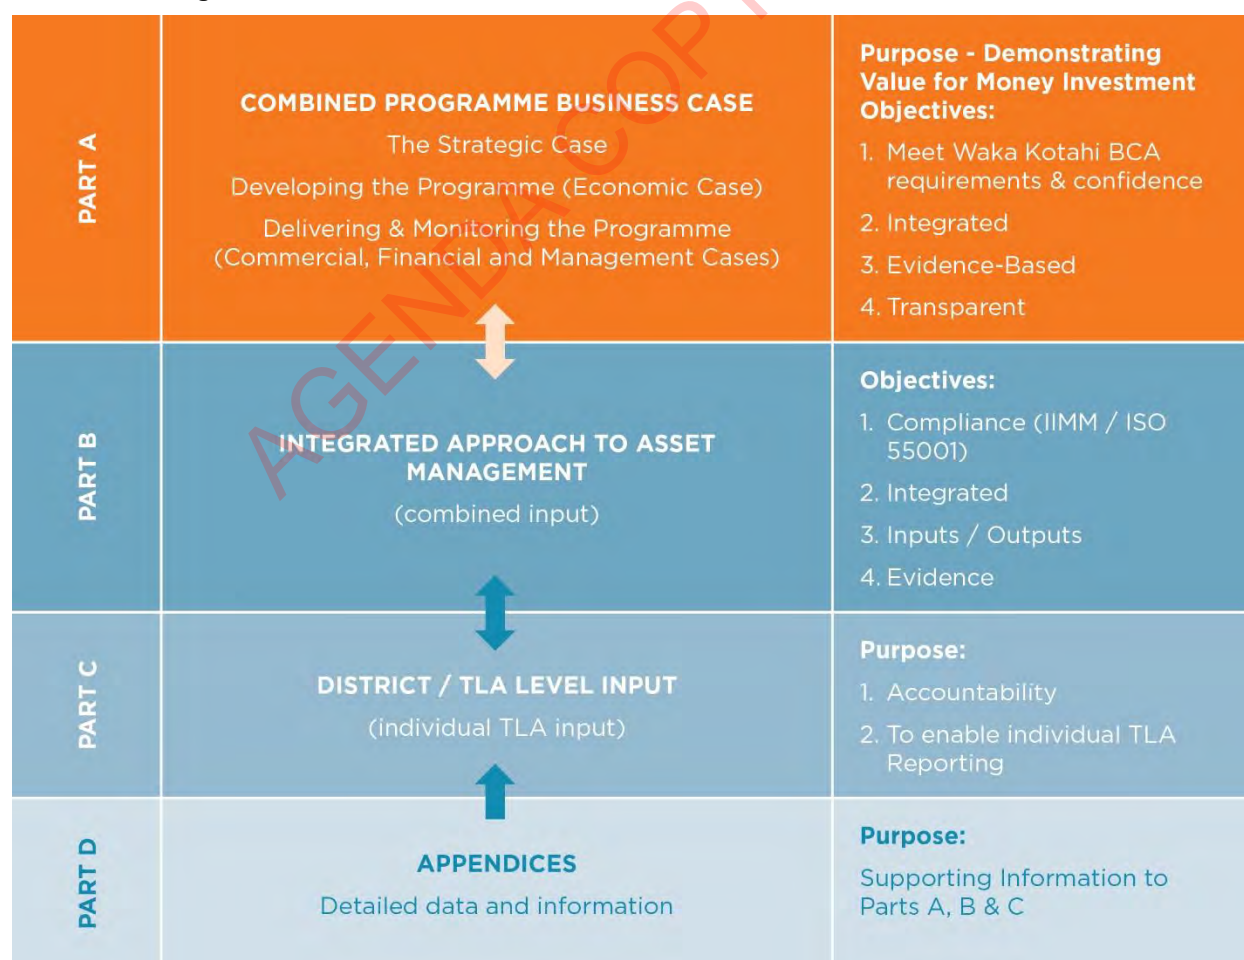 PART A
COMBINED PROGRAMME BUSINESS CASE
The Strategic Case
Developing the Programme (Economic Case)
Delivering & Monitoring the Programme
(Commercial, Financial and Management Cases)
Purpose - Demonstrating
Value for Money Investment
Objectives:
1. Meet Waka Kotahi BCA
requirements & confidence
2. Integrated
3. Evidence-Based
4. Transparent
PART B
INTEGRATED APPROACH TO ASSET
MANAGEMENT
(combined input)
Objectives:
1. Compliance (IIMM / ISO
55001)
2. Integrated
3. Inputs / Outputs
4. Evidence
PART C
DISTRICT / TLA LEVEL INPUT
(individual TLA input)
Purpose:
1. Accountability
2. To enable individual TLA
Reporting
PART D
APPENDICES
Detailed data and information
Purpose:
Supporting Information to
Parts A, B & C
AGENDA COP